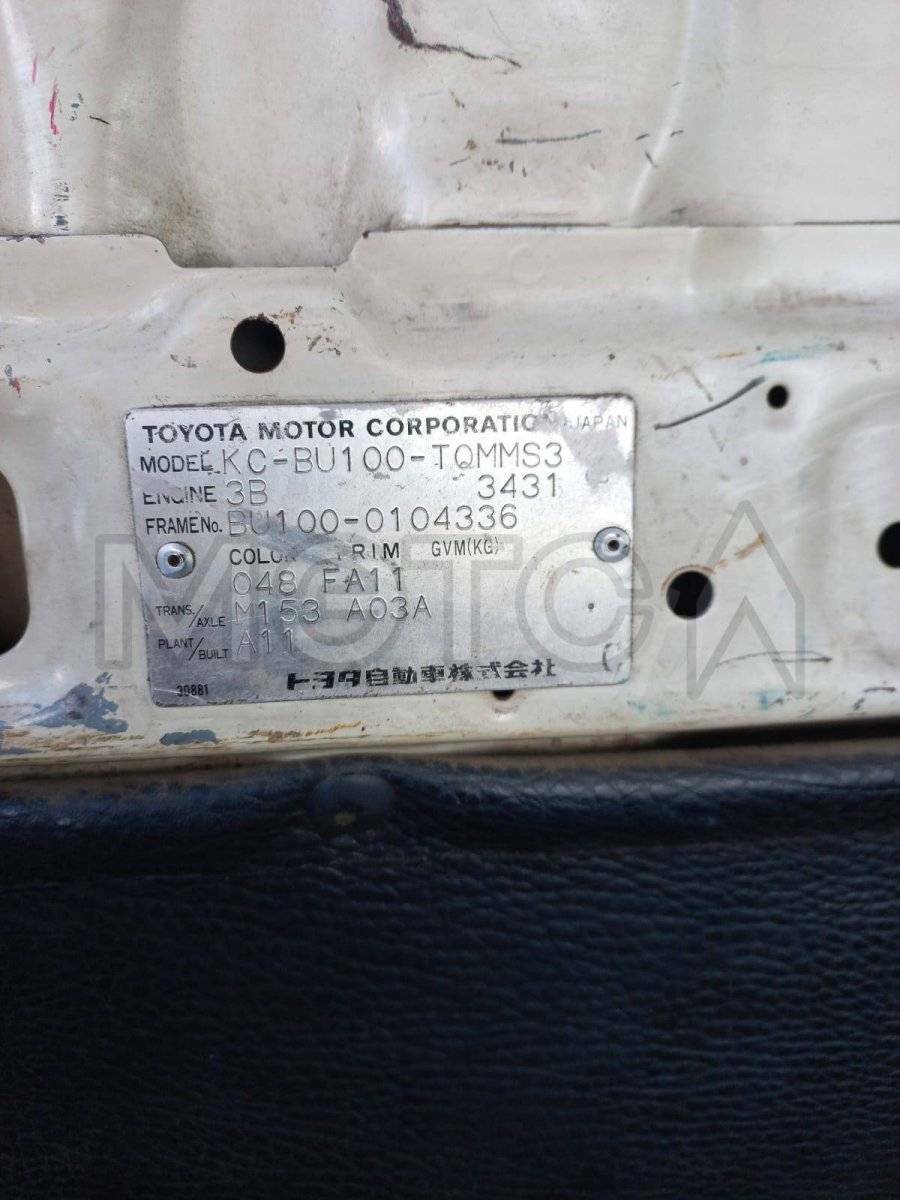 TOYOTA MOTOR CORPORATION JAPAN
MODEL KC-BU100-TQMMS3
ENGINE 3B 3431
FRAME No. BU100-0104336
COLOR TRIM GVM(KG)
048 FA11
TRANS./AXLE M153 A03A
PLANT/BUILT A11
トヨタ自動車株式会社
30881
MOTCA